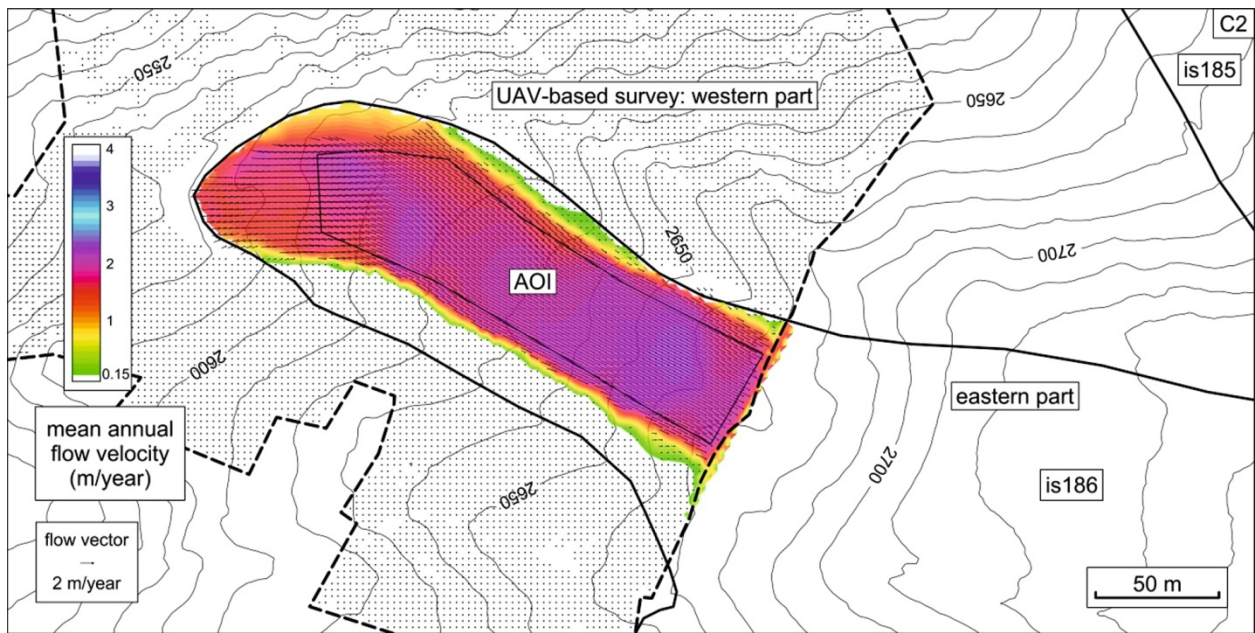 C2
is185
2550
UAV-based survey: western part
2650
4
3
2
1
0.15
2650
2700
AOI
2600
eastern part
mean annual
flow velocity
(m/year)
2650
2700
is186
flow vector
2 m/year
50 m